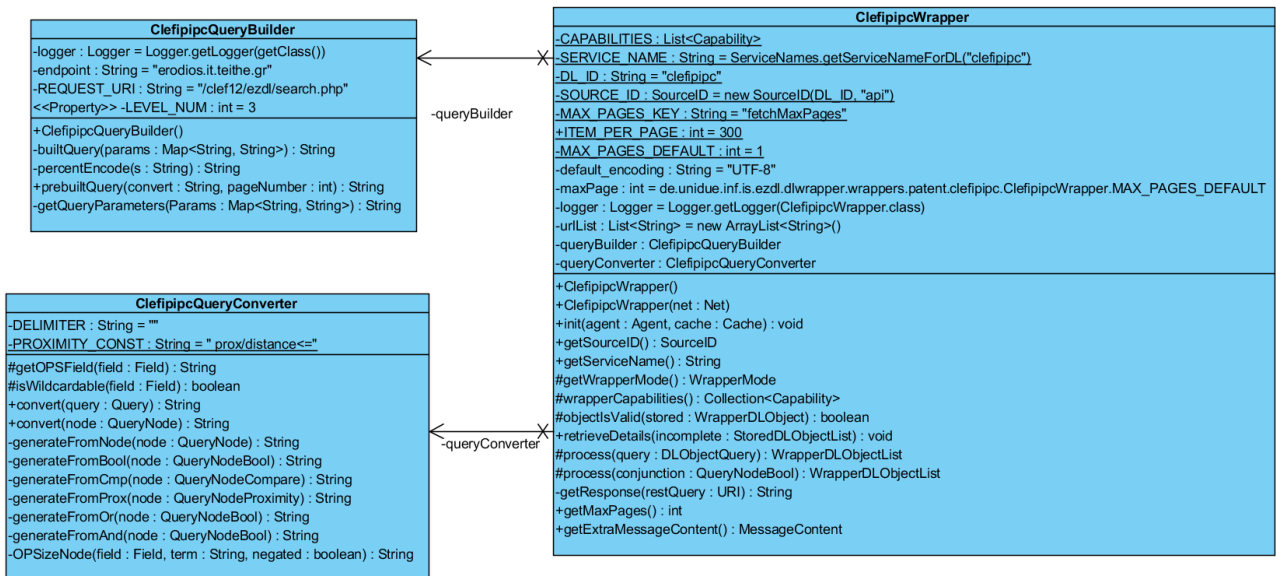 ClefipipcQueryBuilder
-logger : Logger = Logger.getLogger(getClass())
-endpoint : String = "erodios.it.teithe.gr"
-REQUEST_URI : String = "/clef12/ezdl/search.php"
<<Property>> -LEVEL_NUM : int = 3
+ClefipipcQueryBuilder()
-builtQuery(params : Map<String, String>) : String
-percentEncode(s : String) : String
+prebuiltQuery(convert : String, pageNumber : int) : String
-getQueryParameters(Params : Map<String, String>) : String
-queryBuilder
ClefipipcWrapper
-CAPABILITIES : List<Capability>
-SERVICE_NAME : String = ServiceNames.getServiceNameForDL("clefipipc")
-DL_ID : String = "clefipipc"
-SOURCE_ID : SourceID = new SourceID(DL_ID, "api")
-MAX_PAGES_KEY : String = "fetchMaxPages"
+ITEM_PER_PAGE : int = 300
-MAX_PAGES_DEFAULT : int = 1
-default_encoding : String = "UTF-8"
-maxPage : int = de.unidue.inf.is.ezdl.dlwrapper.wrappers.patent.clefipipc.ClefipipcWrapper.MAX_PAGES_DEFAULT
-logger : Logger = Logger.getLogger(ClefipipcWrapper.class)
-urlList : List<String> = new ArrayList<String>()
-queryBuilder : ClefipipcQueryBuilder
-queryConverter : ClefipipcQueryConverter
+ClefipipcWrapper()
+ClefipipcWrapper(net : Net)
+init(agent : Agent, cache : Cache) : void
+getSourceID() : SourceID
+getServiceName() : String
#getWrapperMode() : WrapperMode
#wrapperCapabilities() : Collection<Capability>
#objectIsValid(stored : WrapperDLObject) : boolean
+retrieveDetails(incomplete : StoredDLObjectList) : void
#process(query : DLObjectQuery) : WrapperDLObjectList
#process(conjunction : QueryNodeBool) : WrapperDLObjectList
-getResponse(restQuery : URI) : String
+getMaxPages() : int
+getExtraMessageContent() : MessageContent
ClefipipcQueryConverter
-DELIMITER : String = ""
-PROXIMITY_CONST : String = " prox/distance<="
#getOPSField(field : Field) : String
#isWildcardable(field : Field) : boolean
+convert(query : Query) : String
+convert(node : QueryNode) : String
-generateFromNode(node : QueryNode) : String
-generateFromBool(node : QueryNodeBool) : String
-generateFromCmp(node : QueryNodeCompare) : String
-generateFromProx(node : QueryNodeProximity) : String
-generateFromOr(node : QueryNodeBool) : String
-generateFromAnd(node : QueryNodeBool) : String
-OPSizeNode(field : Field, term : String, negated : boolean) : String
-queryConverter